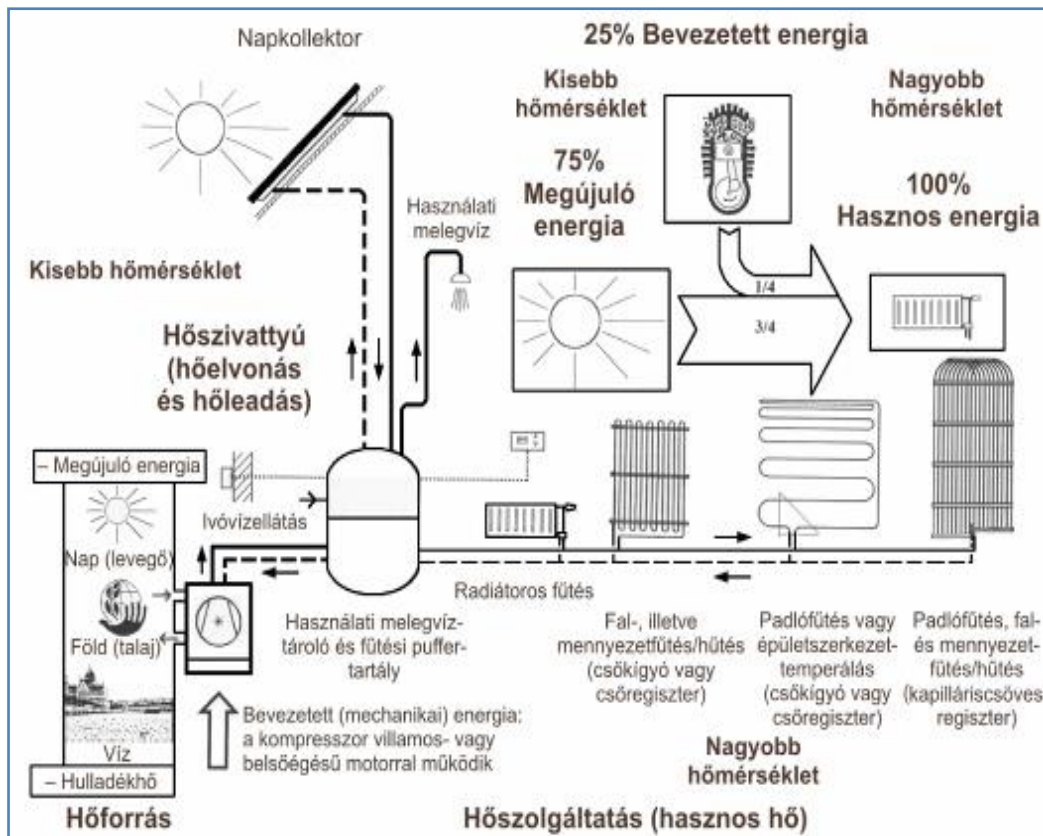 Napkollektor
25% Bevezetett energia
Kisebb
hőmérséklet
Nagyobb
hőmérséklet
75%
Megújuló
energia
100%
Hasznos energia
Használati
melegvíz
Kisebb hőmérséklet
1/4
3/4
Hőszivattyú
(hőelvonás
és hőleadás)
– Megújuló energia
Ivóvízellátás
Nap (levegő)
Föld (talaj)
Víz
– Hulladékhő
Radiátoros fűtés
Használati melegvíz-
tároló és fűtési puffer-
tartály
Fal-, illetve
mennyezetfűtés/hűtés
(csőkígyó vagy
csőregiszter)
Padlófűtés vagy
épületszerkezet-
temperálás
(csőkígyó vagy
csőregiszter)
Padlófűtés, fal-
és mennyezet-
fűtés/hűtés
(kapilláriscsöves
regiszter)
Bevezetett (mechanikai) energia:
a kompresszor villamos- vagy
belsőégésű motorral működik
Nagyobb
hőmérséklet
Hőforrás
Hőszolgáltatás (hasznos hő)